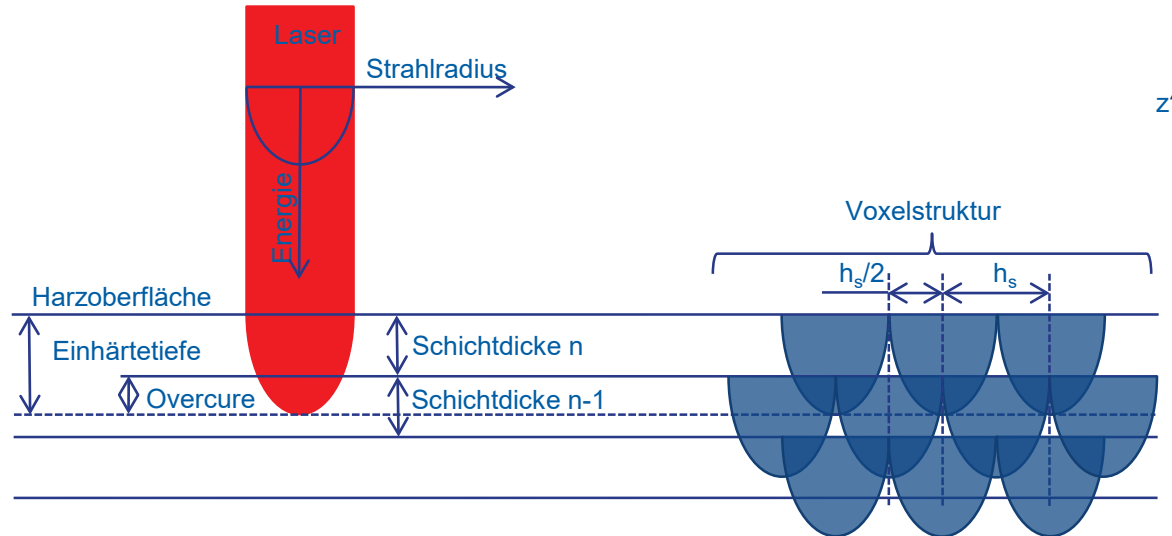 Laser
Strahlradius
Energie
Voxelstruktur
hₛ/2
hₛ
Harzoberfläche
Einhärtetiefe
Schichtdicke n
Overcure
Schichtdicke n-1